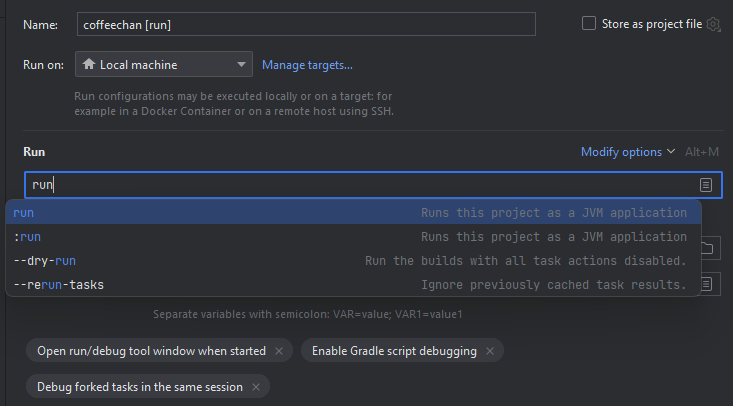 Name: coffeechan [run] Store as project file
Run on: Local machine Manage targets...
Run configurations may be executed locally or on a target: for
example in a Docker Container or on a remote host using SSH.
Run Modify options Alt+M
run
run Runs this project as a JVM application
:run Runs this project as a JVM application
--dry-run Run the builds with all task actions disabled.
--rerun-tasks Ignore previously cached task results.
Separate variables with semicolon: VAR=value; VAR1=value1
Open run/debug tool window when started × Enable Gradle script debugging ×
Debug forked tasks in the same session ×